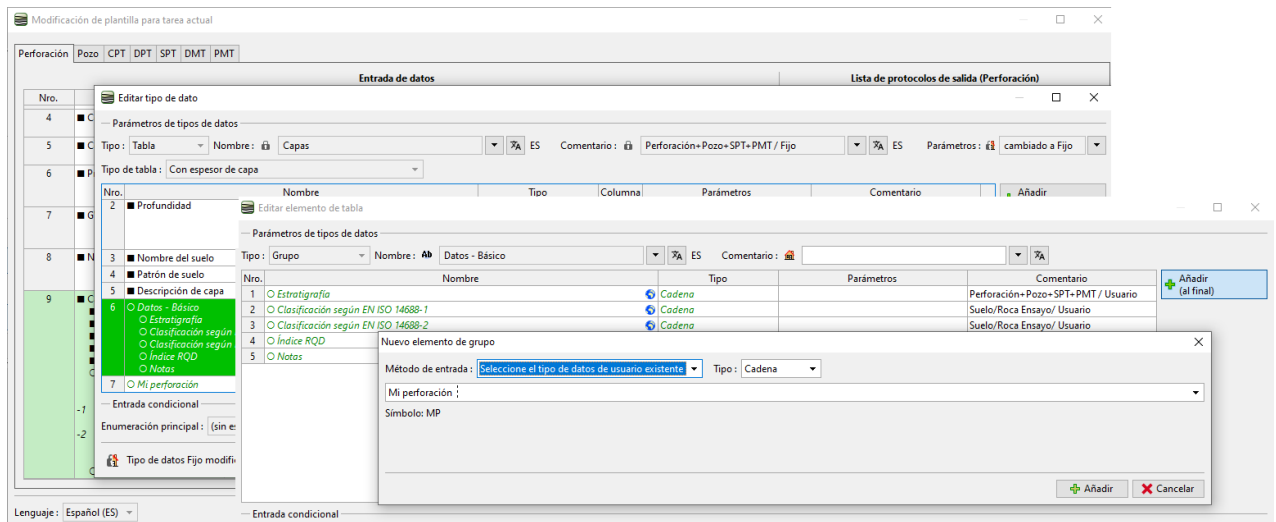 Modificación de plantilla para tarea actual
Perforación Pozo CPT DPT SPT DMT PMT
Entrada de datos Lista de protocolos de salida (Perforación)
Nro.
4
5
6
7
8
9
-1
-2
Editar tipo de dato
Parámetros de tipos de datos
Tipo : Tabla Nombre : Capas ES Comentario : Perforación+Pozo+SPT+PMT / Fijo ES Parámetros : cambiado a Fijo
Tipo de tabla : Con espesor de capa
Nro. Nombre Tipo Columna Parámetros Comentario Añadir
2 Profundidad
3 Nombre del suelo
4 Patrón de suelo
5 Descripción de capa
6 Datos - Básico
Estratigrafía
Clasificación según
Clasificación según
Índice RQD
Notas
7 Mi perforación
Entrada condicional
Enumeración principal :
Tipo de datos Fijo
Editar elemento de tabla
Parámetros de tipos de datos
Tipo : Grupo Nombre : Ab Datos - Básico ES Comentario :
Nro. Nombre Tipo Parámetros Comentario
1 Estratigrafía Cadena Perforación+Pozo+SPT+PMT / Usuario
2 Clasificación según EN ISO 14688-1 Cadena Suelo/Roca Ensayo/ Usuario
3 Clasificación según EN ISO 14688-2 Cadena Suelo/Roca Ensayo/ Usuario
4 Índice RQD
5 Notas
Añadir
(al final)
Nuevo elemento de grupo
Método de entrada : Seleccione el tipo de datos de usuario existente Tipo : Cadena
Mi perforación
Símbolo: MP
Añadir Cancelar
Entrada condicional
Lenguaje : Español (ES)